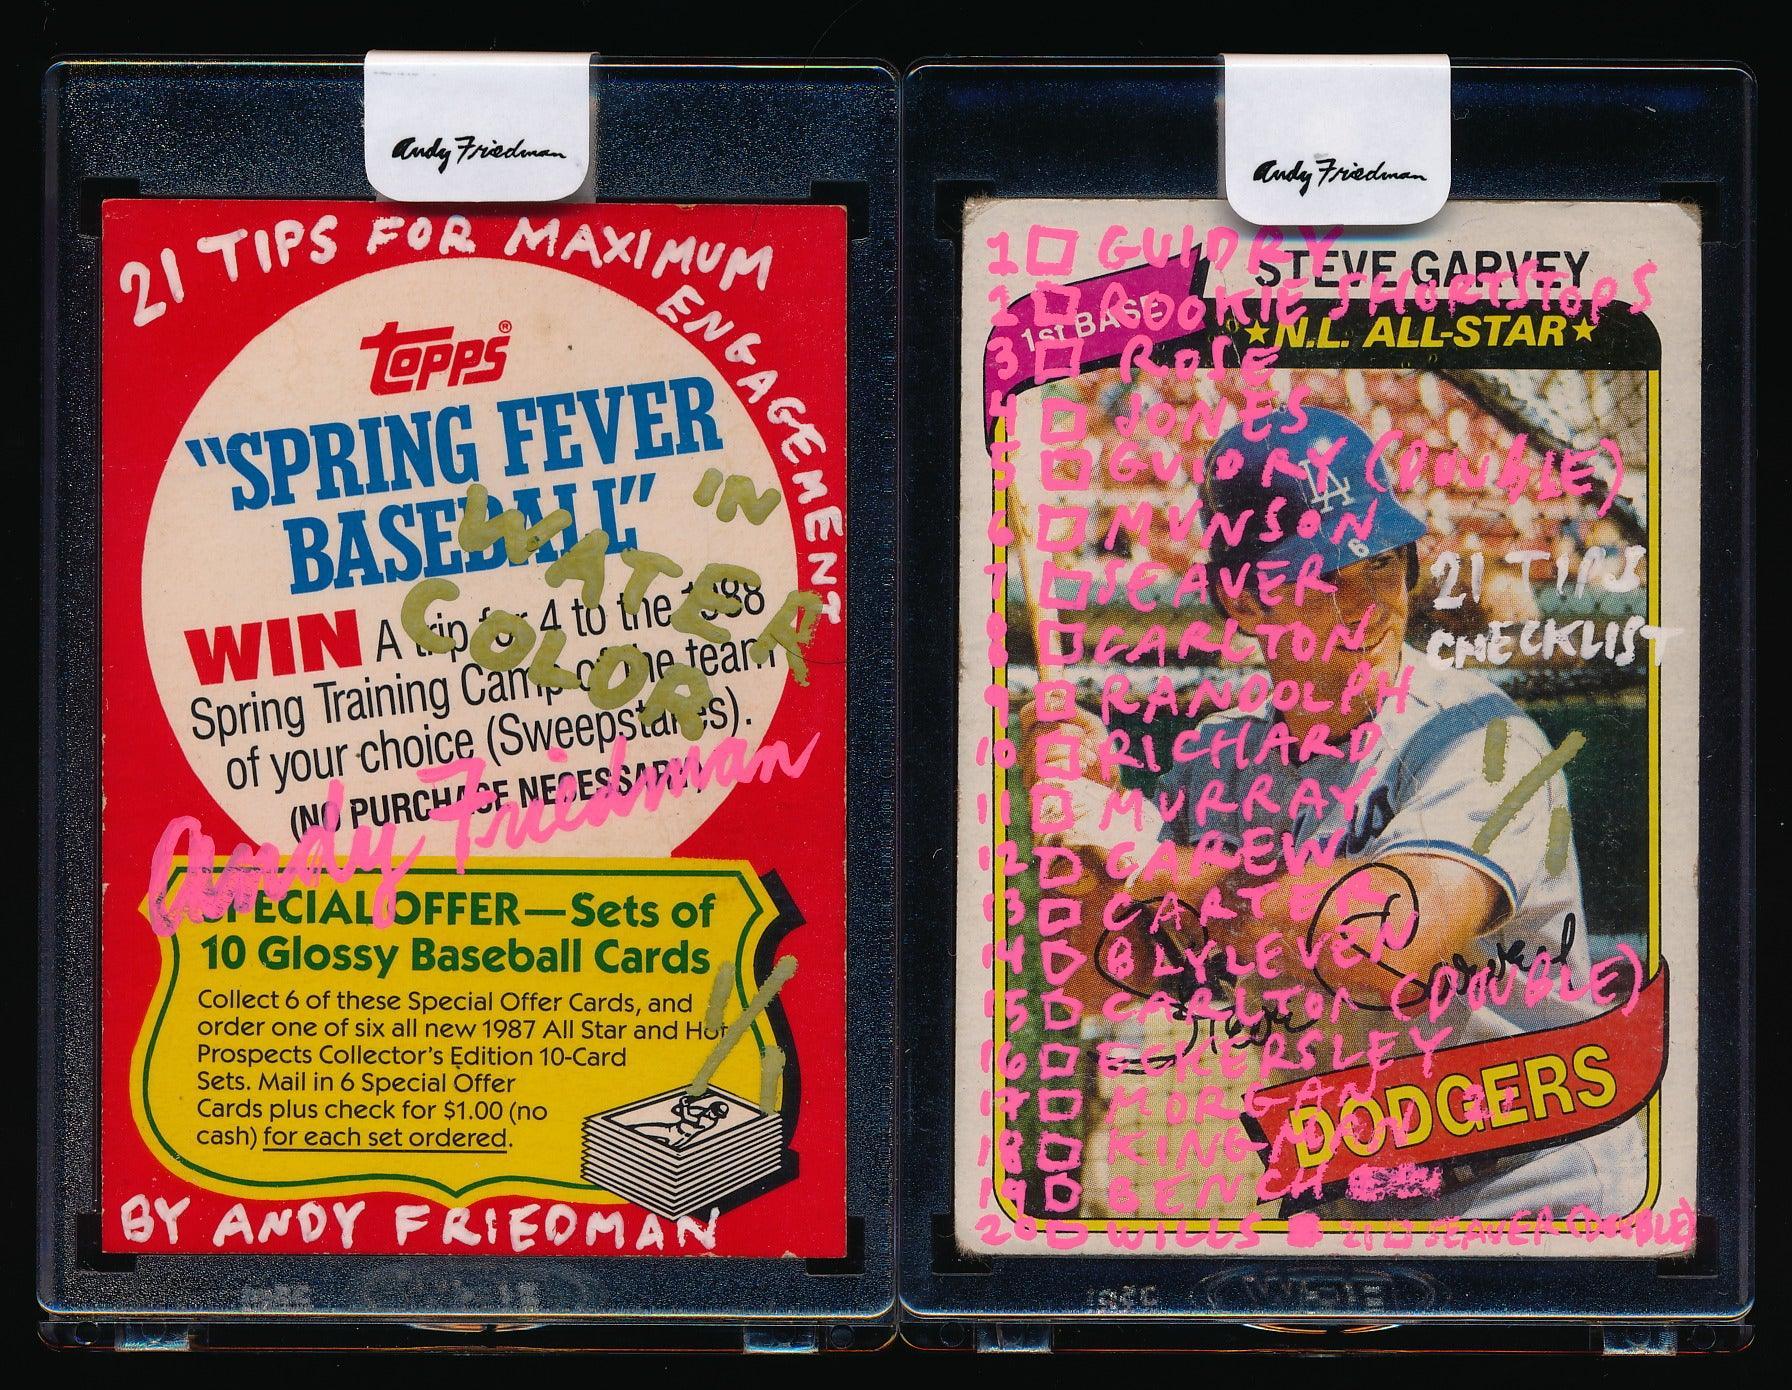 Andy Friedman
21 TIPS FOR MAXIMUM ENGAGEMENT
TOPPS®
"SPRING FEVER
BASEBALL"
IN
WATER
COLOR
WIN A trip for 4 to the 1988
Spring Training Camp of the team
of your choice (Sweepstakes).
(NO PURCHASE NECESSARY)
Andy Friedman
SPECIAL OFFER—Sets of
10 Glossy Baseball Cards
Collect 6 of these Special Offer Cards, and
order one of six all new 1987 All Star and Hot
Prospects Collector's Edition 10-Card
Sets. Mail in 6 Special Offer
Cards plus check for $1.00 (no
cash) for each set ordered.
1/1
BY ANDY FRIEDMAN
Andy Friedman
STEVE GARVEY
1st BASE
★N.L. ALL-STAR★
LA
6
1 GUIDRY
2 ROOKIE SHORTSTOPS
3 ROSE
4 JONES
5 GUIDRY (DOUBLE)
6 MUNSON
7 SEAVER
8 CARLTON
9 RANDOLPH
10 RICHARD
11 MURRAY
12 CAREW
13 CARTER
14 BLYLEVEN
15 CARLTON (DOUBLE)
16 ECKERSLEY
17 MORGAN
18 KINGMAN
19 BENCH
20 WILLS
21 SEAVER (DOUBLE)
21 TIPS
CHECKLIST
1/1
DODGERS